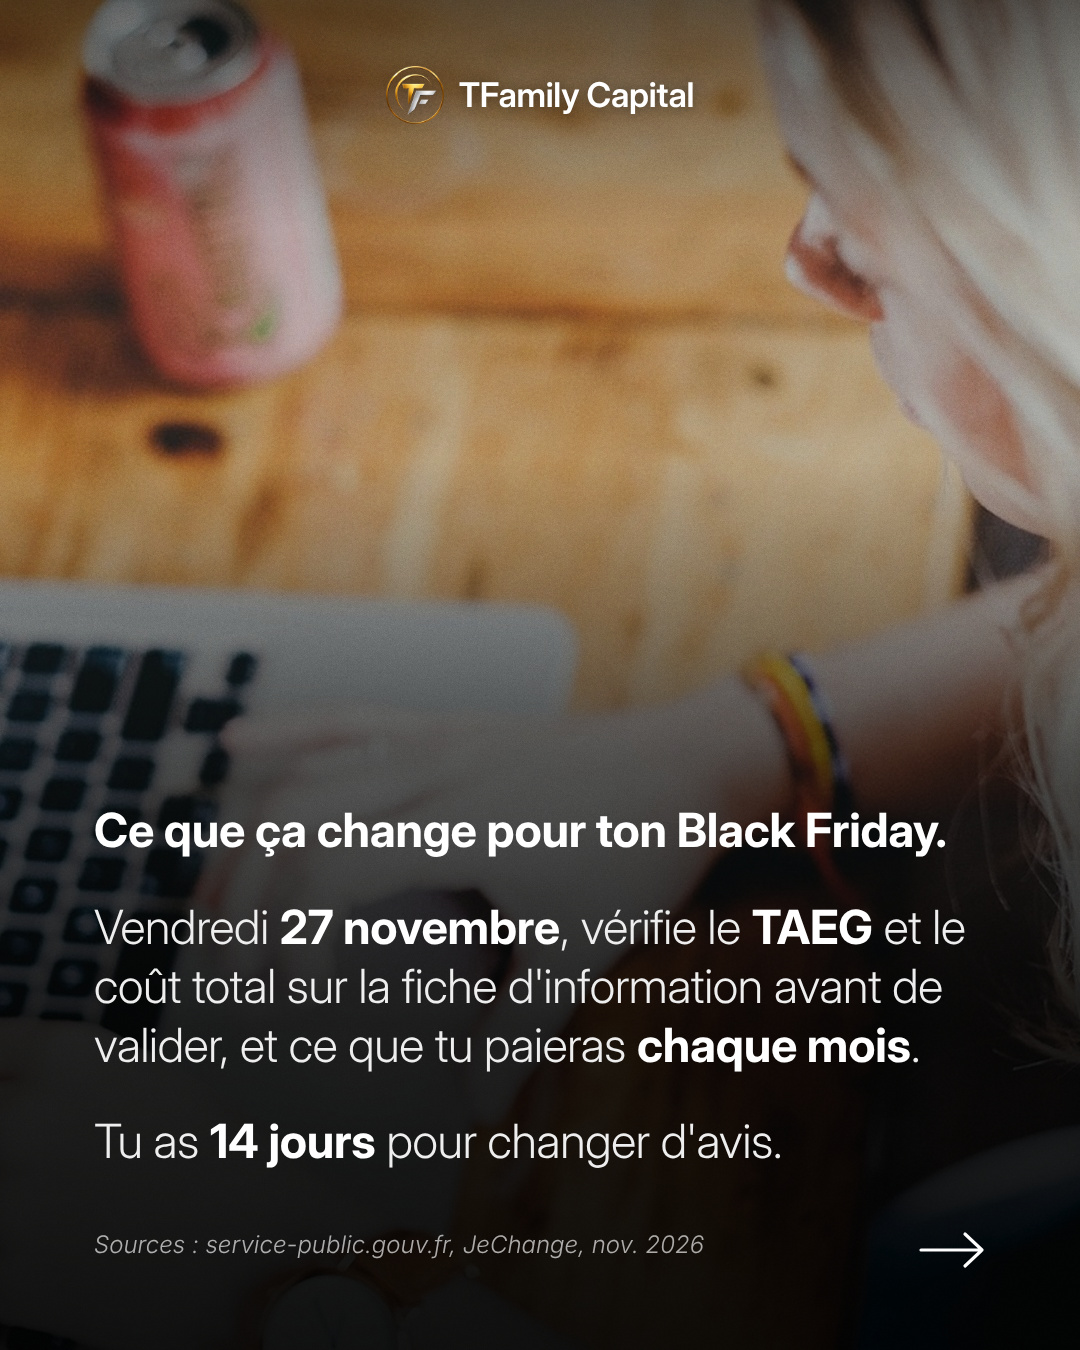 TFamily Capital
Ce que ça change pour ton Black Friday.
Vendredi 27 novembre, vérifie le TAEG et le
coût total sur la fiche d'information avant de
valider, et ce que tu paieras chaque mois.
Tu as 14 jours pour changer d'avis.
Sources : service-public.gouv.fr, JeChange, nov. 2026